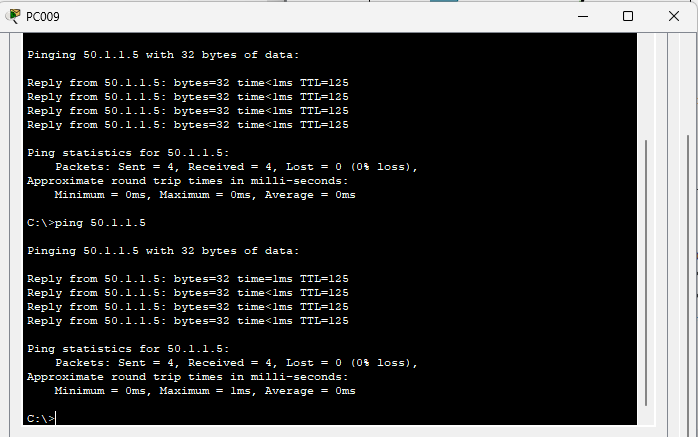 PC009
Pinging 50.1.1.5 with 32 bytes of data:
Reply from 50.1.1.5: bytes=32 time<1ms TTL=125
Reply from 50.1.1.5: bytes=32 time<1ms TTL=125
Reply from 50.1.1.5: bytes=32 time<1ms TTL=125
Reply from 50.1.1.5: bytes=32 time<1ms TTL=125
Ping statistics for 50.1.1.5:
    Packets: Sent = 4, Received = 4, Lost = 0 (0% loss),
Approximate round trip times in milli-seconds:
    Minimum = 0ms, Maximum = 0ms, Average = 0ms
C:\>ping 50.1.1.5
Pinging 50.1.1.5 with 32 bytes of data:
Reply from 50.1.1.5: bytes=32 time=1ms TTL=125
Reply from 50.1.1.5: bytes=32 time<1ms TTL=125
Reply from 50.1.1.5: bytes=32 time<1ms TTL=125
Reply from 50.1.1.5: bytes=32 time<1ms TTL=125
Ping statistics for 50.1.1.5:
    Packets: Sent = 4, Received = 4, Lost = 0 (0% loss),
Approximate round trip times in milli-seconds:
    Minimum = 0ms, Maximum = 1ms, Average = 0ms
C:\>